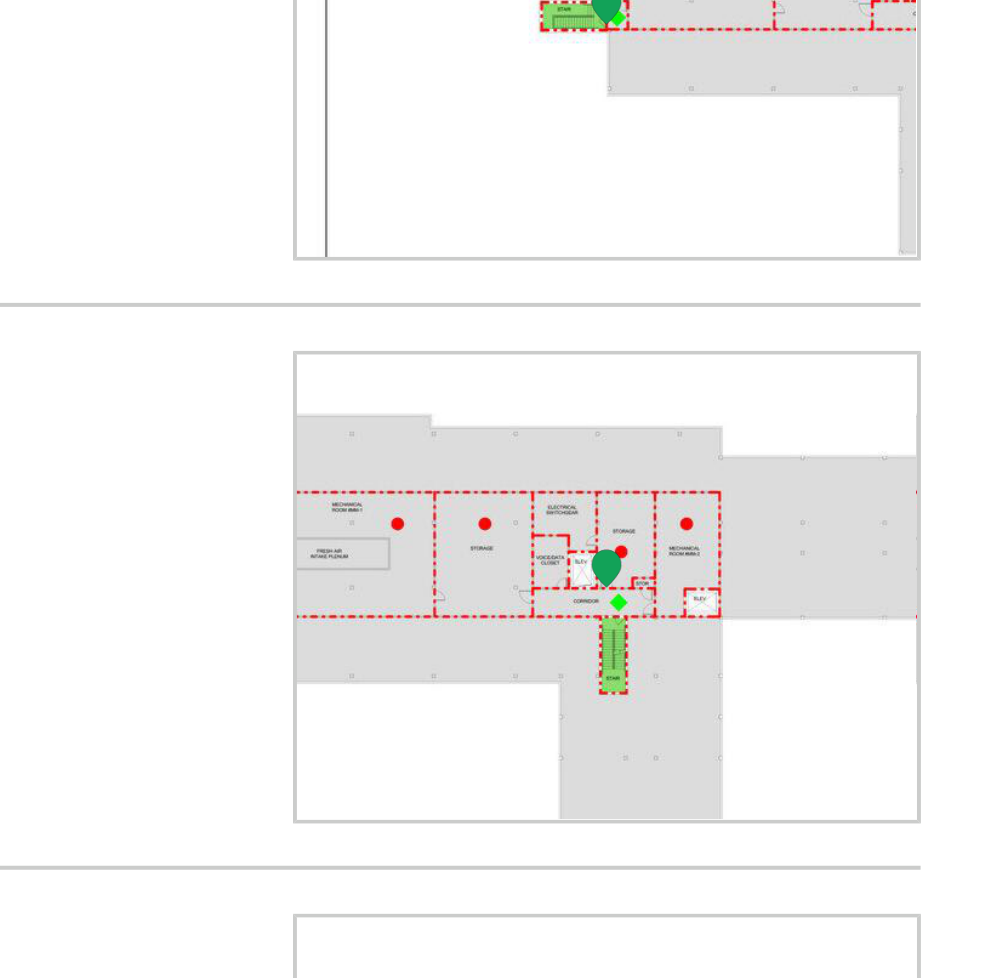 STAIR
MECHANICAL
ROOM #MM-1
ELECTRICAL
SWITCHGEAR
STORAGE
FRESH AIR
INTAKE PLENUM
STORAGE
VOICE/DATA
CLOSET
ELEV
MECHANICAL
ROOM #MM-2
STOR
CORRIDOR
ELEV
STAIR